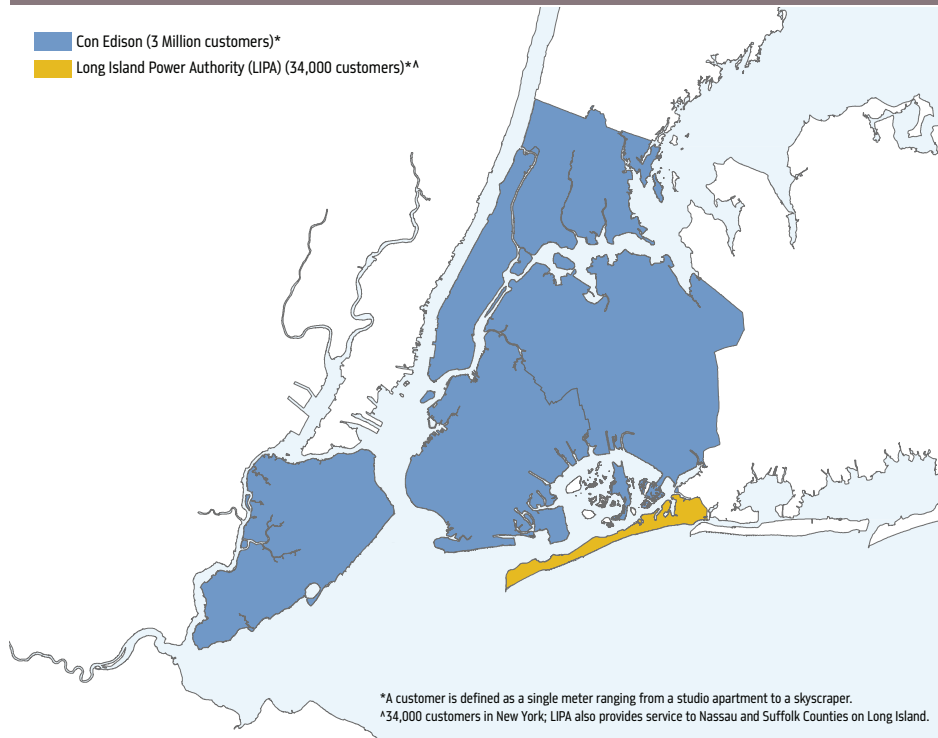 Con Edison (3 Million customers)*
Long Island Power Authority (LIPA) (34,000 customers)*^
*A customer is defined as a single meter ranging from a studio apartment to a skyscraper.
^34,000 customers in New York; LIPA also provides service to Nassau and Suffolk Counties on Long Island.